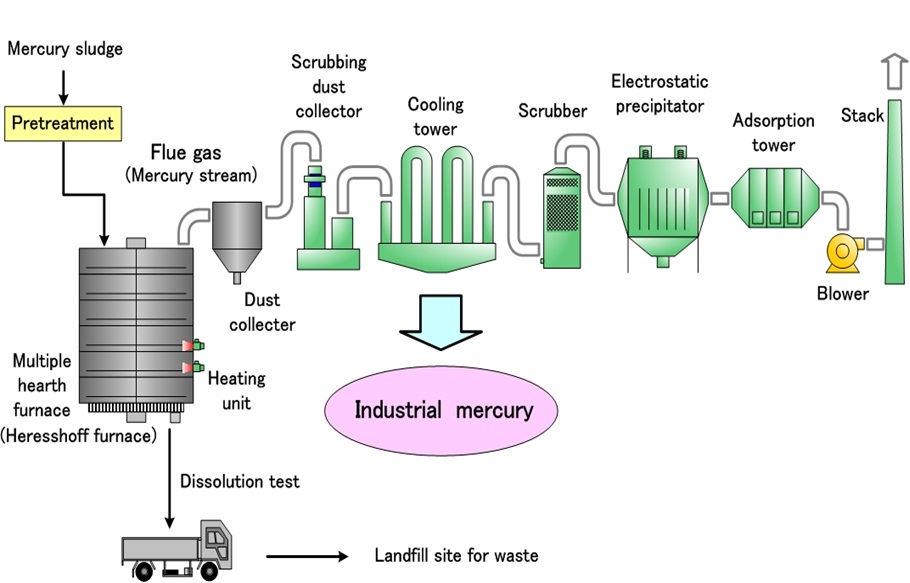 Mercury sludge
Pretreatment
Flue gas
(Mercury stream)
Scrubbing
dust
collector
Cooling
tower
Scrubber
Electrostatic
precipitator
Adsorption
tower
Stack
Blower
Dust
collecter
Multiple
hearth
furnace
(Heresshoff furnace)
Heating
unit
Industrial mercury
Dissolution test
Landfill site for waste